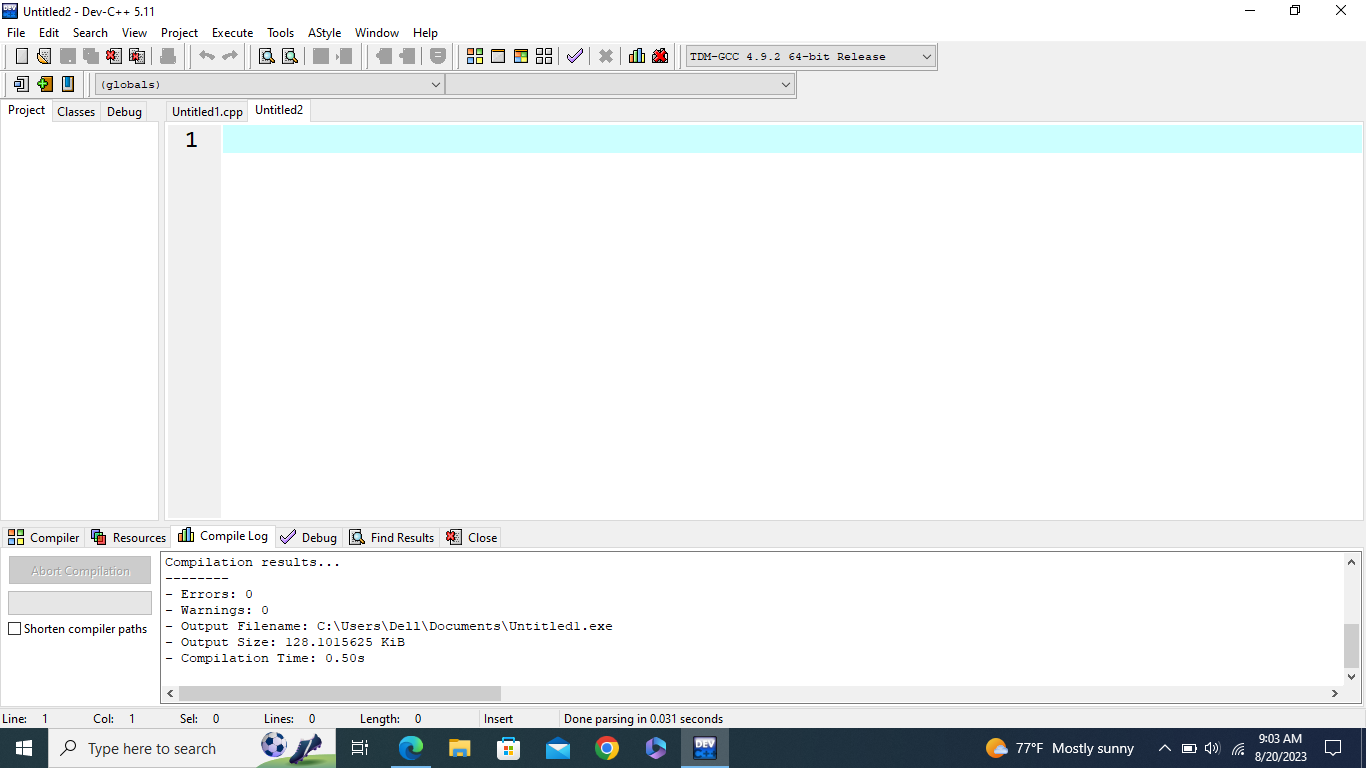 Untitled2 - Dev-C++ 5.11
File Edit Search View Project Execute Tools AStyle Window Help
TDM-GCC 4.9.2 64-bit Release
(globals)
Project Classes Debug Untitled1.cpp Untitled2
1
Compiler Resources Compile Log Debug Find Results Close
Abort Compilation
Shorten compiler paths
Compilation results...
--------
- Errors: 0
- Warnings: 0
- Output Filename: C:\Users\Dell\Documents\Untitled1.exe
- Output Size: 128.1015625 KiB
- Compilation Time: 0.50s
Line: 1 Col: 1 Sel: 0 Lines: 0 Length: 0 Insert Done parsing in 0.031 seconds
Type here to search
DEV
77°F Mostly sunny
9:03 AM
8/20/2023